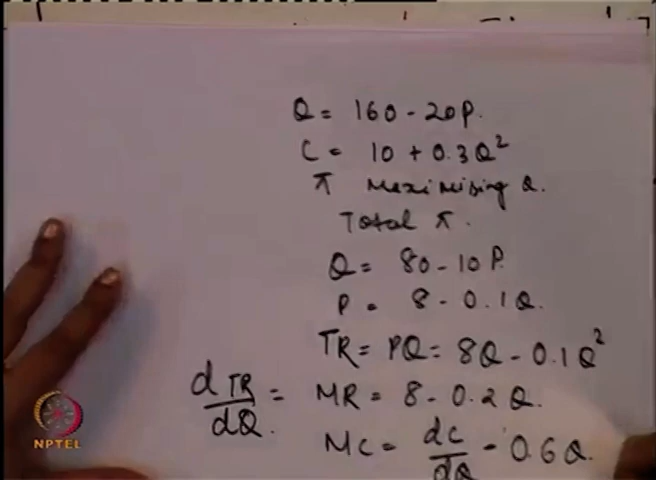 Q = 160 - 20P.
C = 10 + 0.3Q²
π Maximising Q.
Total π.
Q = 80 - 10P
P = 8 - 0.1Q.
TR = PQ = 8Q - 0.1Q²
dTR/dQ. = MR = 8 - 0.2Q.
MC = dC/dQ = 0.6Q.
NPTEL